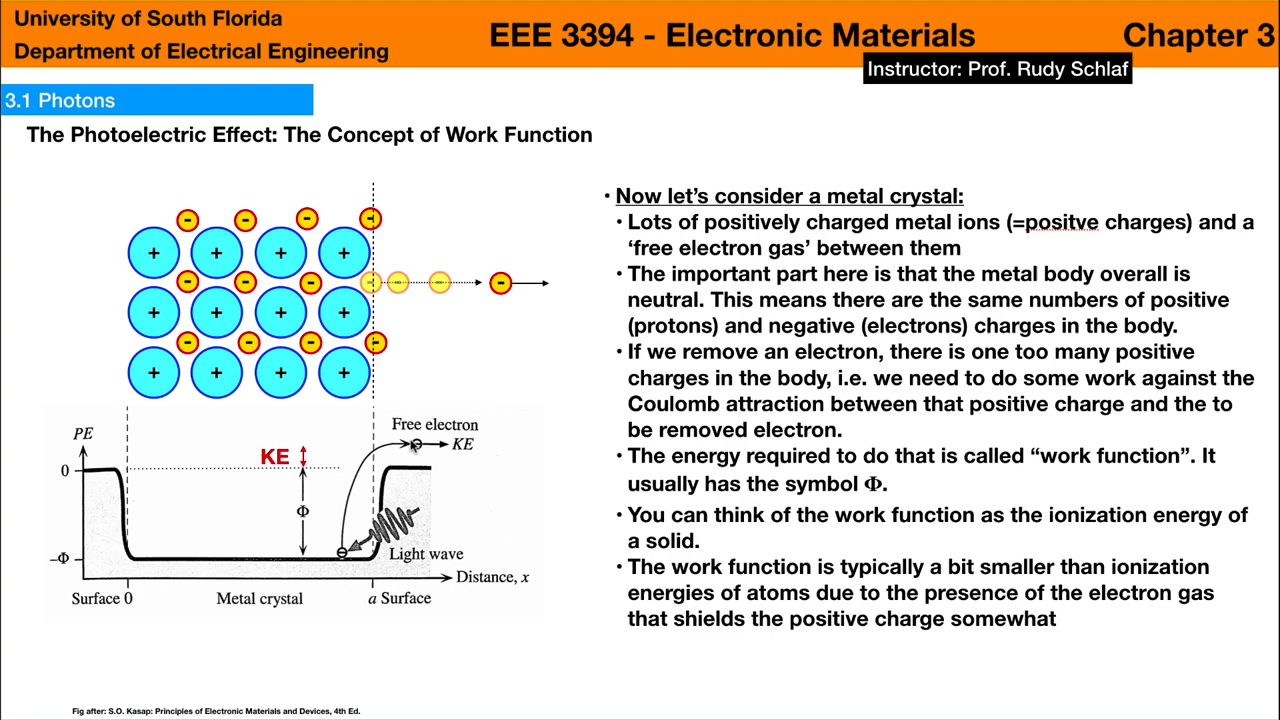 University of South Florida
Department of Electrical Engineering
EEE 3394 - Electronic Materials
Chapter 3
Instructor: Prof. Rudy Schlaf
3.1 Photons
The Photoelectric Effect: The Concept of Work Function
- - - -
+ + + +
- - - - - - -
+ + + +
- - - -
+ + + +
PE
Free electron
KE
KE
0
Φ
−Φ
Light wave
Distance, x
Surface 0
Metal crystal
a Surface
• Now let's consider a metal crystal:
• Lots of positively charged metal ions (=positve charges) and a
'free electron gas' between them
• The important part here is that the metal body overall is
neutral. This means there are the same numbers of positive
(protons) and negative (electrons) charges in the body.
• If we remove an electron, there is one too many positive
charges in the body, i.e. we need to do some work against the
Coulomb attraction between that positive charge and the to
be removed electron.
• The energy required to do that is called “work function”. It
usually has the symbol Φ.
• You can think of the work function as the ionization energy of
a solid.
• The work function is typically a bit smaller than ionization
energies of atoms due to the presence of the electron gas
that shields the positive charge somewhat
Fig after: S.O. Kasap: Principles of Electronic Materials and Devices, 4th Ed.